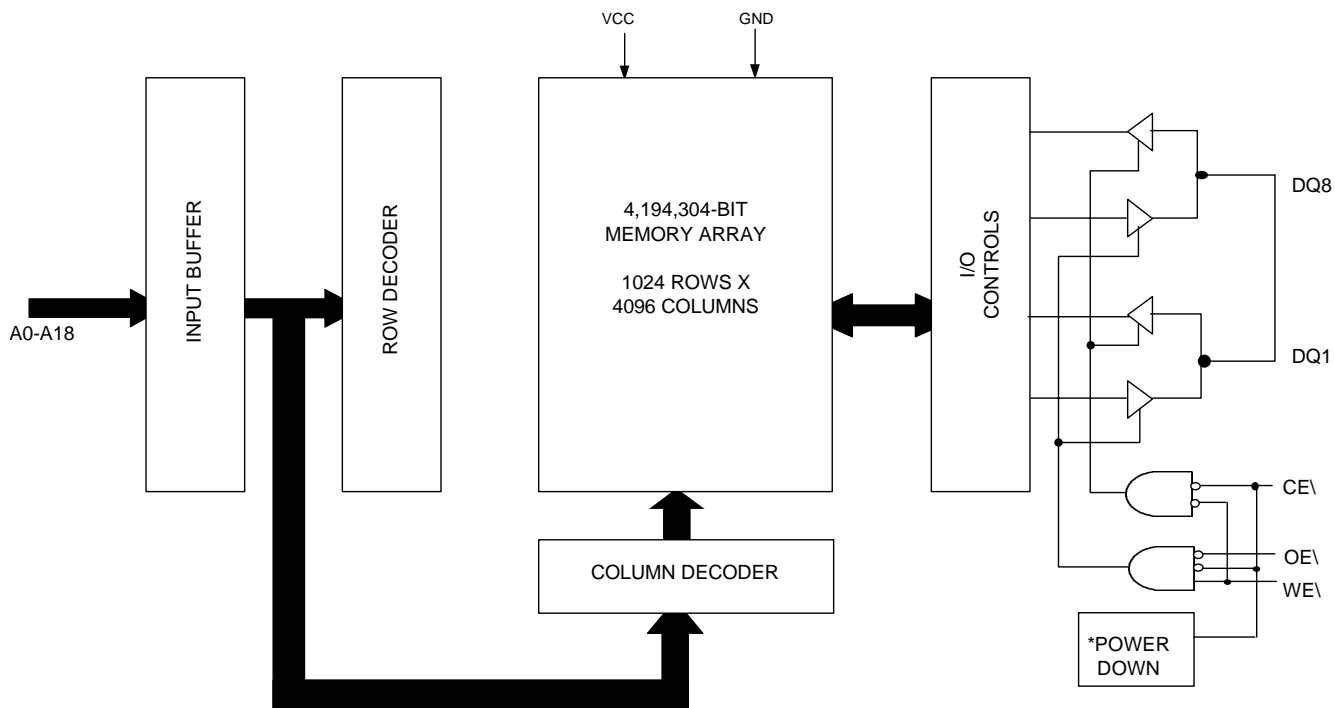 VCC
GND
INPUT BUFFER
ROW DECODER
4,194,304-BIT
MEMORY ARRAY
1024 ROWS X
4096 COLUMNS
I/O
CONTROLS
DQ8
A0-A18
DQ1
CE\
OE\
WE\
COLUMN DECODER
*POWER
DOWN